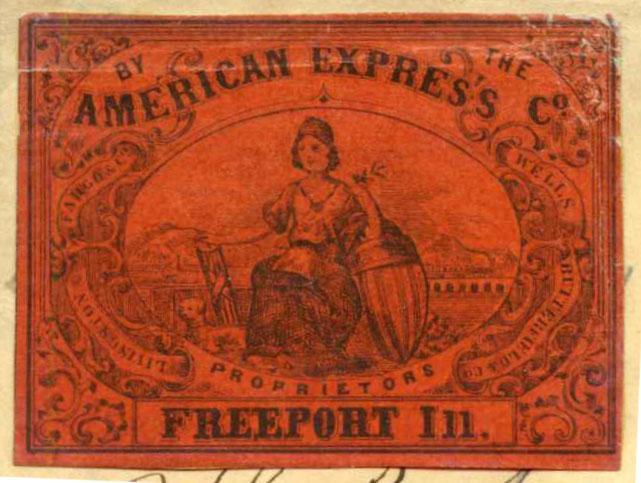 BY THE
AMERICAN EXPRESS Co
LIVINGSTON FARGO & Co
WELLS BUTTERFIELD & Co
PROPRIETORS
FREEPORT Ill.